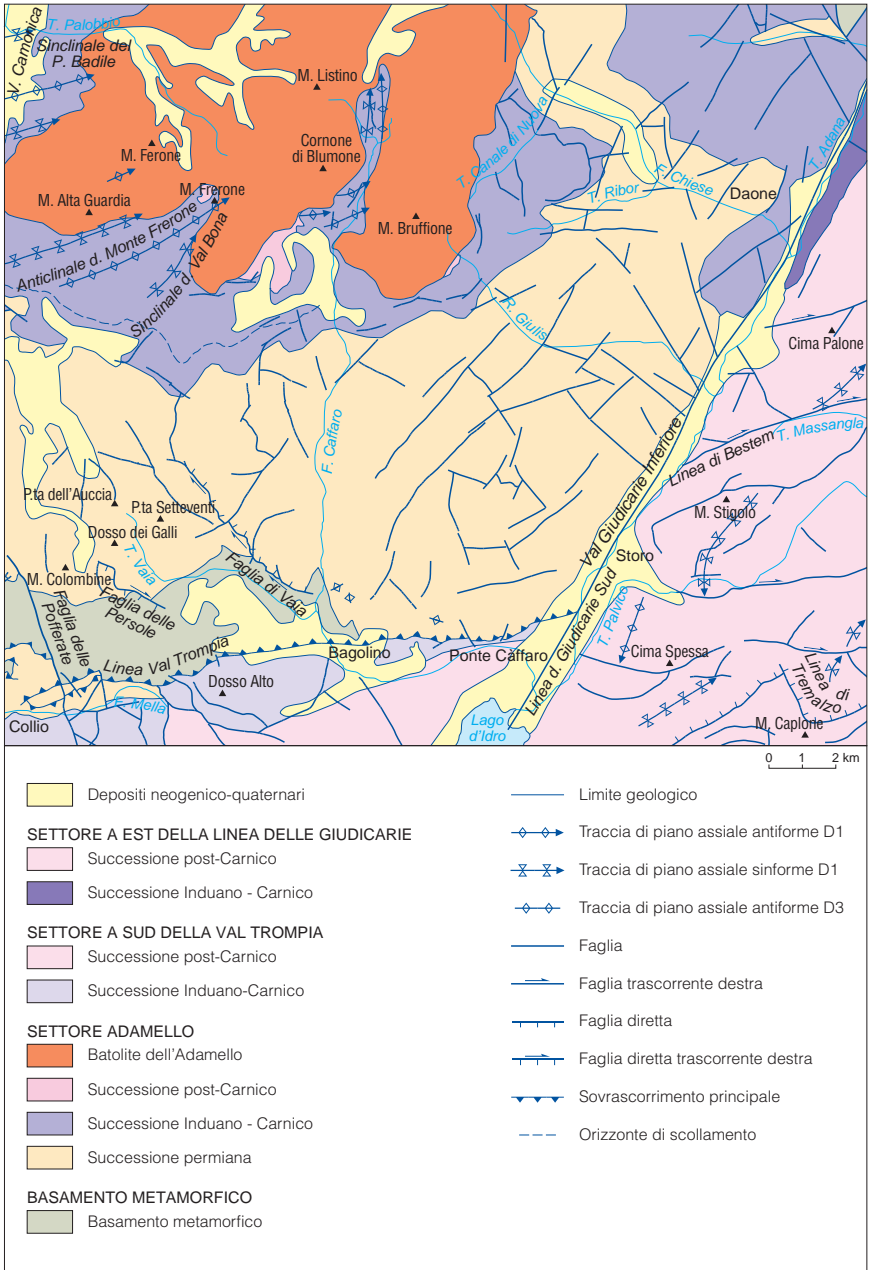 T. Palobbio
V. Camonica
Sinclinale del
P. Badile
M. Listino
M. Ferone
Cornone
di Blumone
T. Canale di Nuova
T. Adana
M. Alta Guardia
M. Frerone
T. Ribor
F. Chiese
Daone
M. Bruffione
Anticlinale d. Monte Frerone
Sinclinale d. Val Bona
R. Giulis
Cima Palone
F. Caffaro
T. Massangla
Linea di Bestem
Val Giudicarie Inferiore
P.ta dell'Auccia
P.ta Settoventi
M. Stigolo
Dosso dei Galli
T. Vaia
Storo
M. Colombine
Faglia di Vaia
Faglia delle
Persole
Faglia delle
Pofferate
Linea d. Giudicarie Sud
T. Palvico
Linea Val Trompia
Bagolino
Ponte Caffaro
Cima Spessa
Dosso Alto
Linea di
Tremalzo
F. Mella
Collio
Lago
d'Idro
M. Caplone
0 1 2 km
Depositi neogenico-quaternari
SETTORE A EST DELLA LINEA DELLE GIUDICARIE
Successione post-Carnico
Successione Induano - Carnico
SETTORE A SUD DELLA VAL TROMPIA
Successione post-Carnico
Successione Induano-Carnico
SETTORE ADAMELLO
Batolite dell'Adamello
Successione post-Carnico
Successione Induano - Carnico
Successione permiana
BASAMENTO METAMORFICO
Basamento metamorfico
Limite geologico
Traccia di piano assiale antiforme D1
Traccia di piano assiale sinforme D1
Traccia di piano assiale antiforme D3
Faglia
Faglia trascorrente destra
Faglia diretta
Faglia diretta trascorrente destra
Sovrascorrimento principale
Orizzonte di scollamento